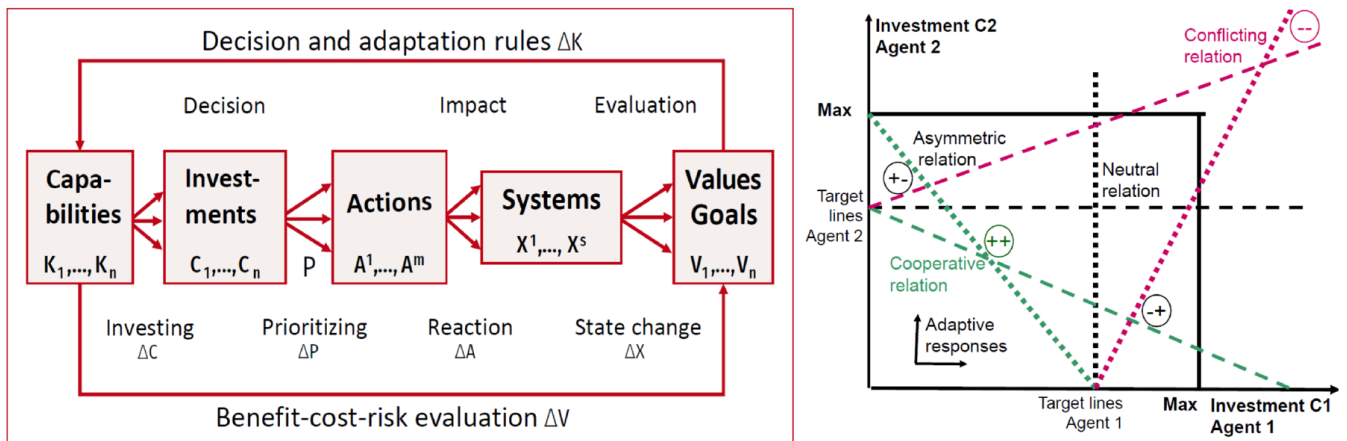 Decision and adaptation rules ΔK
Decision
Impact
Evaluation
Capa-
bilities
K1,..., Kn
Invest-
ments
C1,...,Cn
P
Actions
A1,..., Am
Systems
X1,..., Xs
Values
Goals
V1,..., Vn
Investing
ΔC
Prioritizing
ΔP
Reaction
ΔA
State change
ΔX
Benefit-cost-risk evaluation ΔV
Investment C2
Agent 2
Conflicting
relation
--
Max
Asymmetric
relation
+-
Neutral
relation
Target
lines
Agent 2
++
Cooperative
relation
-+
Adaptive
responses
Target lines
Agent 1
Max
Investment C1
Agent 1